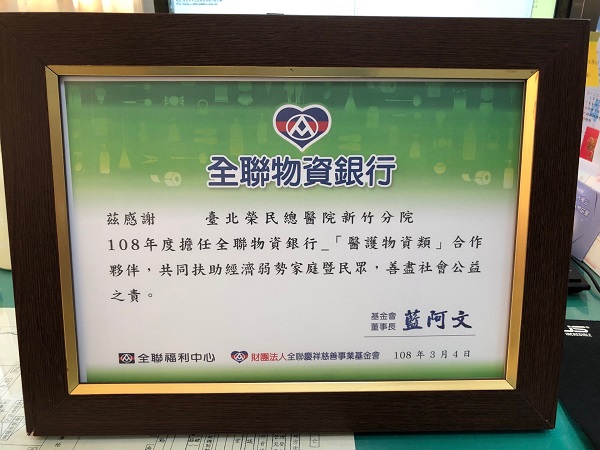 全聯物資銀行
茲感謝 臺北榮民總醫院新竹分院
108年度擔任全聯物資銀行_「醫護物資類」合作
夥伴，共同扶助經濟弱勢家庭暨民眾，善盡社會公益
之責。
基金會
董事長 藍阿文
全聯福利中心 財團法人全聯慶祥慈善事業基金會 108年3月4日